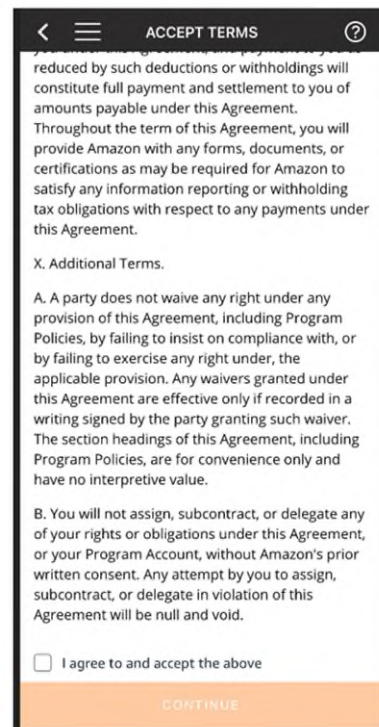 ACCEPT TERMS
reduced by such deductions or withholdings will
constitute full payment and settlement to you of
amounts payable under this Agreement.
Throughout the term of this Agreement, you will
provide Amazon with any forms, documents, or
certifications as may be required for Amazon to
satisfy any information reporting or withholding
tax obligations with respect to any payments under
this Agreement.
X. Additional Terms.
A. A party does not waive any right under any
provision of this Agreement, including Program
Policies, by failing to insist on compliance with, or
by failing to exercise any right under, the
applicable provision. Any waivers granted under
this Agreement are effective only if recorded in a
writing signed by the party granting such waiver.
The section headings of this Agreement, including
Program Policies, are for convenience only and
have no interpretive value.
B. You will not assign, subcontract, or delegate any
of your rights or obligations under this Agreement,
or your Program Account, without Amazon's prior
written consent. Any attempt by you to assign,
subcontract, or delegate in violation of this
Agreement will be null and void.
I agree to and accept the above
CONTINUE